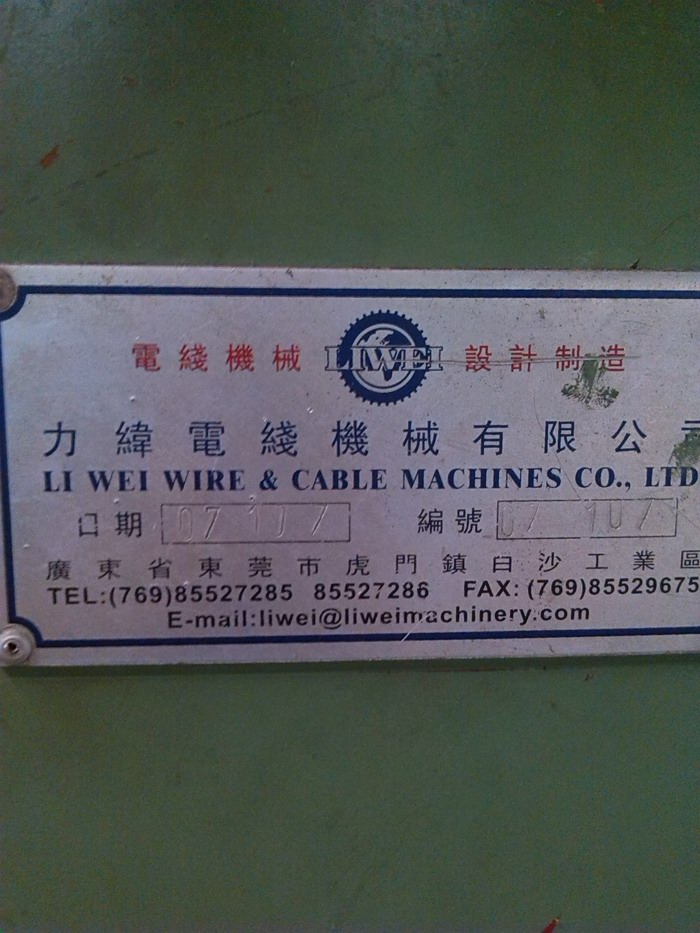 電綫機械 LIWEI 設計制造
力緯電綫機械有限公司
LI WEI WIRE & CABLE MACHINES CO., LTD
日期 07 10 7 編號 07 107
廣東省東莞市虎門鎮白沙工業區
TEL:(769)85527285 85527286 FAX: (769)85529675
E-mail:liwei@liweimachinery.com